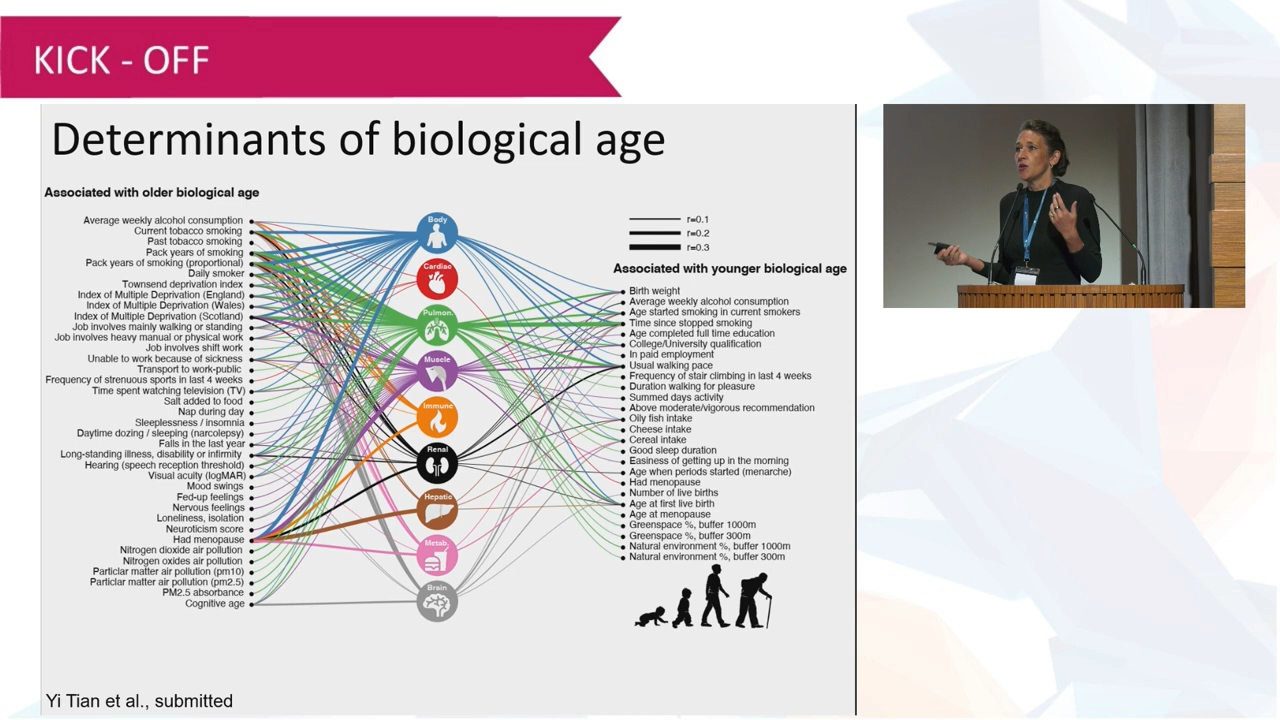 KICK - OFF
Determinants of biological age
Associated with older biological age
Average weekly alcohol consumption
Current tobacco smoking
Past tobacco smoking
Pack years of smoking
Pack years of smoking (proportional)
Daily smoker
Townsend deprivation index
Index of Multiple Deprivation (England)
Index of Multiple Deprivation (Wales)
Index of Multiple Deprivation (Scotland)
Job involves mainly walking or standing
Job involves heavy manual or physical work
Job involves shift work
Unable to work because of sickness
Transport to work-public
Frequency of strenuous sports in last 4 weeks
Time spent watching television (TV)
Salt added to food
Nap during day
Sleeplessness / insomnia
Daytime dozing / sleeping (narcolepsy)
Falls in the last year
Long-standing illness, disability or infirmity
Hearing (speech reception threshold)
Visual acuity (logMAR)
Mood swings
Fed-up feelings
Nervous feelings
Loneliness, isolation
Neuroticism score
Had menopause
Nitrogen dioxide air pollution
Nitrogen oxides air pollution
Particlar matter air pollution (pm10)
Particlar matter air pollution (pm2.5)
PM2.5 absorbance
Cognitive age
Body
Cardiac
Pulmon.
Muscle
Immune
Renal
Hepatic
Metab.
Brain
r=0.1
r=0.2
r=0.3
Associated with younger biological age
Birth weight
Average weekly alcohol consumption
Age started smoking in current smokers
Time since stopped smoking
Age completed full time education
College/University qualification
In paid employment
Usual walking pace
Frequency of stair climbing in last 4 weeks
Duration walking for pleasure
Summed days activity
Above moderate/vigorous recommendation
Oily fish intake
Cheese intake
Cereal intake
Good sleep duration
Easiness of getting up in the morning
Age when periods started (menarche)
Had menopause
Number of live births
Age at first live birth
Age at menopause
Greenspace %, buffer 1000m
Greenspace %, buffer 300m
Natural environment %, buffer 1000m
Natural environment %, buffer 300m
Yi Tian et al., submitted